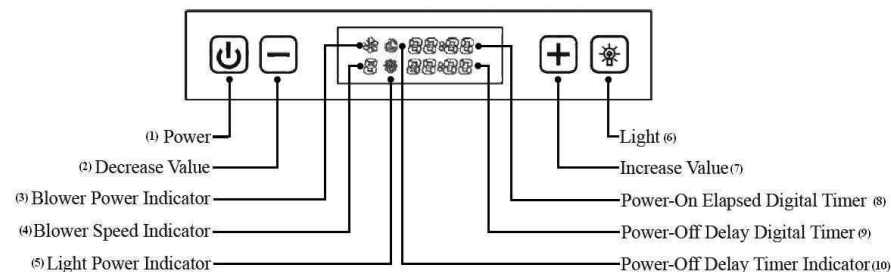 (1) Power
(2) Decrease Value
(3) Blower Power Indicator
(4) Blower Speed Indicator
(5) Light Power Indicator
Light (6)
Increase Value (7)
Power-On Elapsed Digital Timer (8)
Power-Off Delay Digital Timer (9)
Power-Off Delay Timer Indicator (10)